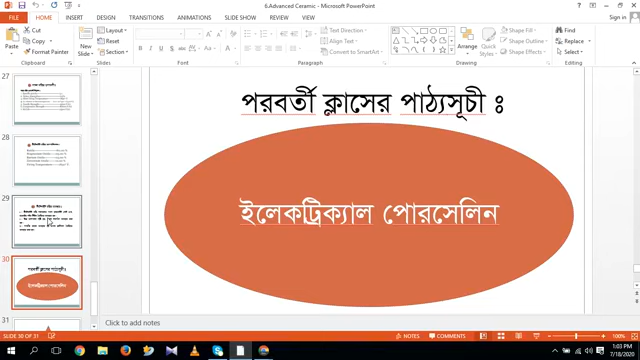 6.Advanced Ceramic - Microsoft PowerPoint
FILE HOME INSERT DESIGN TRANSITIONS ANIMATIONS SLIDE SHOW REVIEW VIEW
Sign in
Paste
Cut
Copy
Format Painter
Clipboard
New Slide
Layout
Reset
Section
Slides
Font
Text Direction
Align Text
Convert to SmartArt
Paragraph
Arrange
Quick Styles
Shape Fill
Shape Outline
Shape Effects
Drawing
Find
Replace
Select
Editing
27
28
29
30
31
পরবর্তী ক্লাসের পাঠ্যসূচী ঃ
ইলেকট্রিক্যাল পোরসেলিন
Click to add notes
SLIDE 30 OF 31
NOTES COMMENTS
100%
1:03 PM
7/18/2020